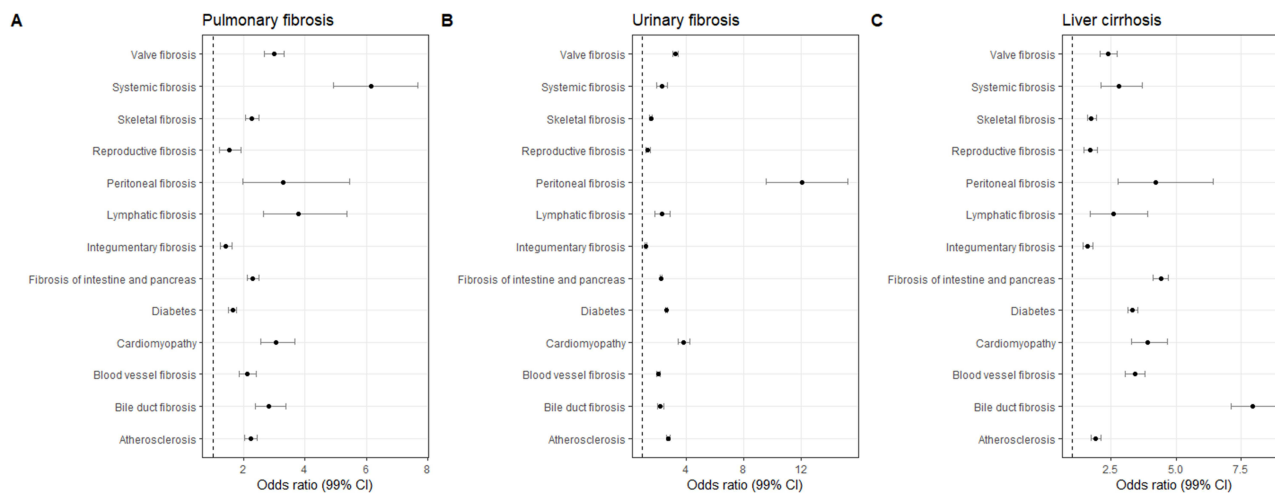 A
Pulmonary fibrosis
Valve fibrosis
Systemic fibrosis
Skeletal fibrosis
Reproductive fibrosis
Peritoneal fibrosis
Lymphatic fibrosis
Integumentary fibrosis
Fibrosis of intestine and pancreas
Diabetes
Cardiomyopathy
Blood vessel fibrosis
Bile duct fibrosis
Atherosclerosis
2 4 6 8
Odds ratio (99% CI)
B
Urinary fibrosis
Valve fibrosis
Systemic fibrosis
Skeletal fibrosis
Reproductive fibrosis
Peritoneal fibrosis
Lymphatic fibrosis
Integumentary fibrosis
Fibrosis of intestine and pancreas
Diabetes
Cardiomyopathy
Blood vessel fibrosis
Bile duct fibrosis
Atherosclerosis
4 8 12
Odds ratio (99% CI)
C
Liver cirrhosis
Valve fibrosis
Systemic fibrosis
Skeletal fibrosis
Reproductive fibrosis
Peritoneal fibrosis
Lymphatic fibrosis
Integumentary fibrosis
Fibrosis of intestine and pancreas
Diabetes
Cardiomyopathy
Blood vessel fibrosis
Bile duct fibrosis
Atherosclerosis
2.5 5.0 7.5
Odds ratio (99% CI)